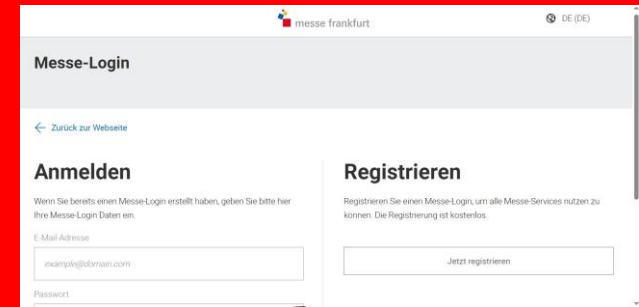 messe frankfurt
DE (DE)
Messe-Login
Zurück zur Webseite
Anmelden
Wenn Sie bereits einen Messe-Login erstellt haben, geben Sie bitte hier
Ihre Messe-Login Daten ein.
E-Mail-Adresse
example@domain.com
Passwort
Registrieren
Registrieren Sie einen Messe-Login, um alle Messe-Services nutzen zu
können. Die Registrierung ist kostenlos.
Jetzt registrieren